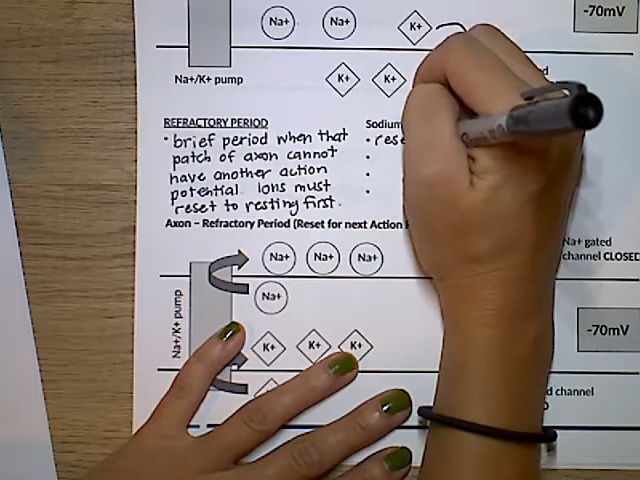 Na+ Na+ K+
-70mV
Na+/K+ pump
K+ K+
REFRACTORY PERIOD
Sodium
• brief period when that
patch of axon cannot
have another action
potential. Ions must
reset to resting first.
• rese
Axon – Refractory Period (Reset for next Action
Na+ Na+ Na+
Na+ gated
channel CLOSED
Na+
Na+/K+ pump
-70mV
K+ K+ K+
d channel